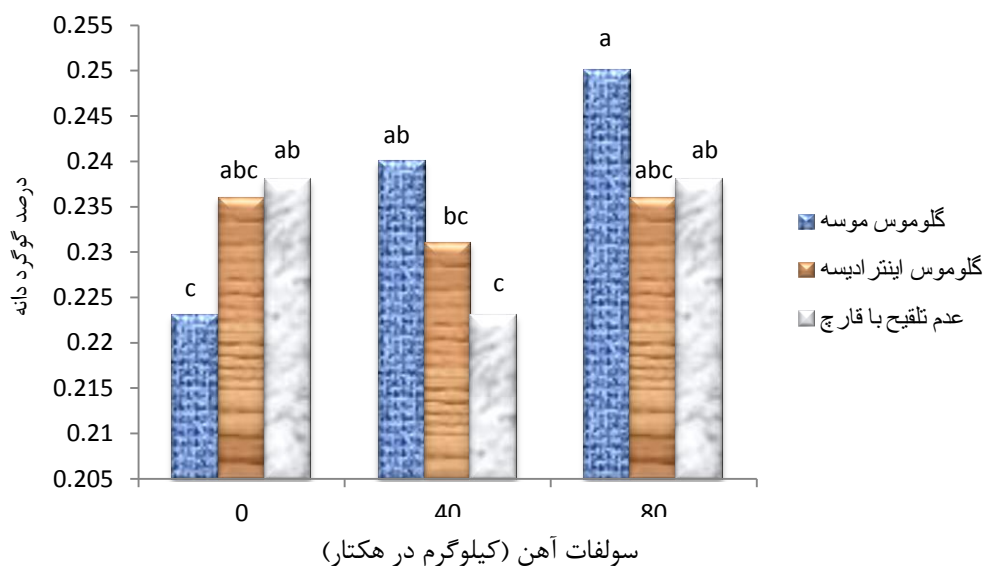 درصد گوگرد دانه
0.255
0.25
0.245
0.24
0.235
0.23
0.225
0.22
0.215
0.21
0.205
c
abc
ab
ab
bc
c
a
abc
ab
0
40
80
سولفات آهن (کیلوگرم در هکتار)
گلوموس موسه
گلوموس اینترادیسه
عدم تلقیح با قارچ